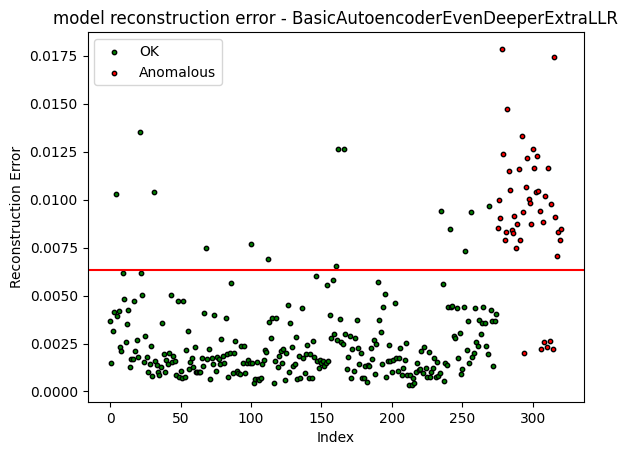 model reconstruction error - BasicAutoencoderEvenDeeperExtraLLR
OK
Anomalous
0.0175
0.0150
0.0125
0.0100
0.0075
0.0050
0.0025
0.0000
Reconstruction Error
0 50 100 150 200 250 300
Index